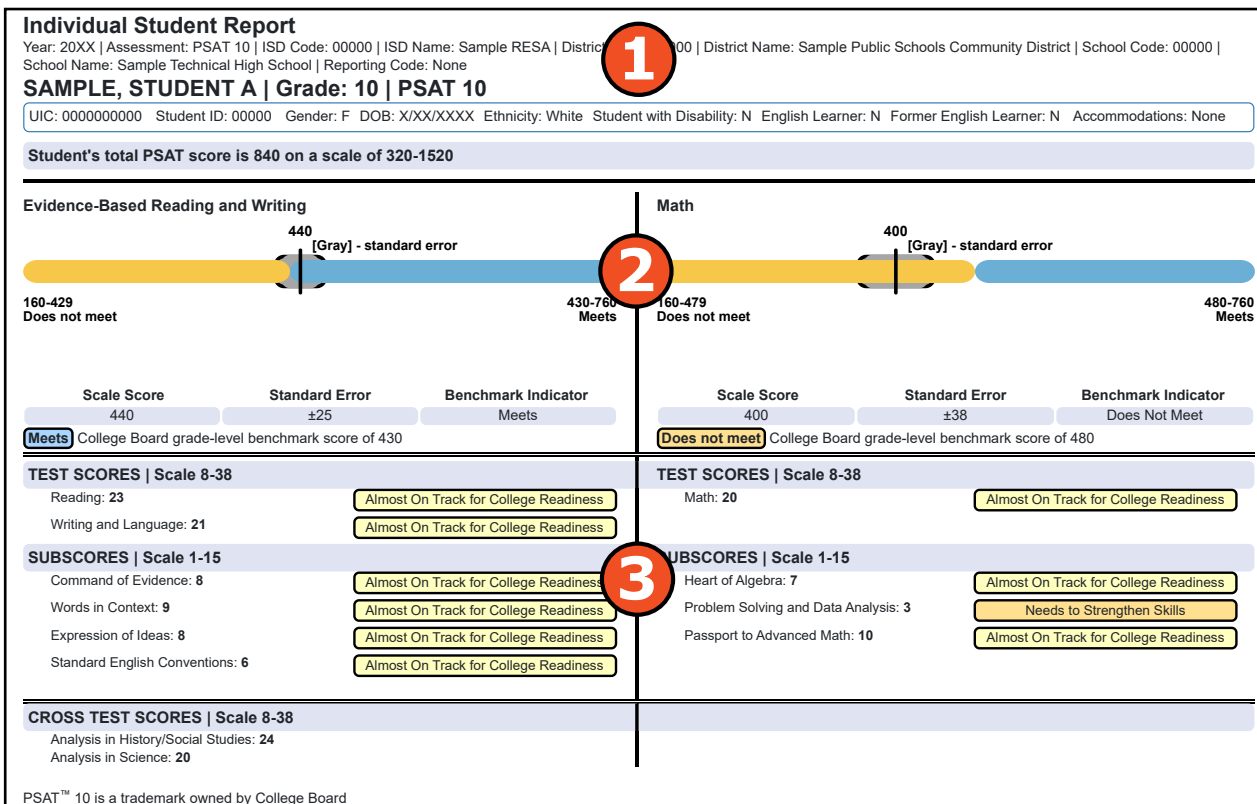 Individual Student Report
Year: 20XX | Assessment: PSAT 10 | ISD Code: 00000 | ISD Name: Sample RESA | District 000 | District Name: Sample Public Schools Community District | School Code: 00000 |
School Name: Sample Technical High School | Reporting Code: None
1
SAMPLE, STUDENT A | Grade: 10 | PSAT 10
UIC: 0000000000 Student ID: 00000 Gender: F DOB: X/XX/XXXX Ethnicity: White Student with Disability: N English Learner: N Former English Learner: N Accommodations: None
Student's total PSAT score is 840 on a scale of 320-1520
Evidence-Based Reading and Writing
440
[Gray] - standard error
160-429
Does not meet
430-760
Meets
2
Math
400
[Gray] - standard error
160-479
Does not meet
480-760
Meets
Scale Score Standard Error Benchmark Indicator
440 ±25 Meets
Meets College Board grade-level benchmark score of 430
Scale Score Standard Error Benchmark Indicator
400 ±38 Does Not Meet
Does not meet College Board grade-level benchmark score of 480
TEST SCORES | Scale 8-38
Reading: 23 Almost On Track for College Readiness
Writing and Language: 21 Almost On Track for College Readiness
SUBSCORES | Scale 1-15
Command of Evidence: 8 Almost On Track for College Readiness
Words in Context: 9 Almost On Track for College Readiness
Expression of Ideas: 8 Almost On Track for College Readiness
Standard English Conventions: 6 Almost On Track for College Readiness
3
TEST SCORES | Scale 8-38
Math: 20 Almost On Track for College Readiness
SUBSCORES | Scale 1-15
Heart of Algebra: 7 Almost On Track for College Readiness
Problem Solving and Data Analysis: 3 Needs to Strengthen Skills
Passport to Advanced Math: 10 Almost On Track for College Readiness
CROSS TEST SCORES | Scale 8-38
Analysis in History/Social Studies: 24
Analysis in Science: 20
PSAT™ 10 is a trademark owned by College Board